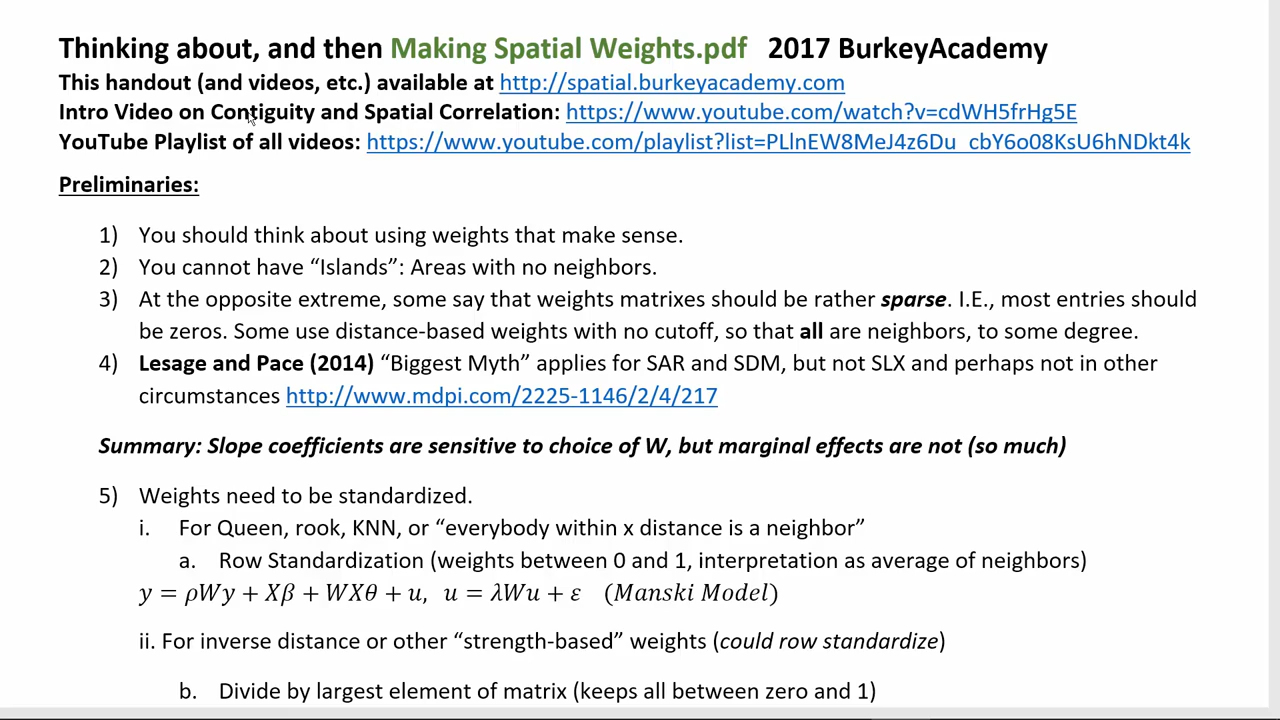 Thinking about, and then Making Spatial Weights.pdf 2017 BurkeyAcademy
This handout (and videos, etc.) available at http://spatial.burkeyacademy.com
Intro Video on Contiguity and Spatial Correlation: https://www.youtube.com/watch?v=cdWH5frHg5E
YouTube Playlist of all videos: https://www.youtube.com/playlist?list=PLlnEW8MeJ4z6Du_cbY6o08KsU6hNDkt4k
Preliminaries:
1) You should think about using weights that make sense.
2) You cannot have “Islands”: Areas with no neighbors.
3) At the opposite extreme, some say that weights matrixes should be rather sparse. I.E., most entries should
be zeros. Some use distance-based weights with no cutoff, so that all are neighbors, to some degree.
4) Lesage and Pace (2014) “Biggest Myth” applies for SAR and SDM, but not SLX and perhaps not in other
circumstances http://www.mdpi.com/2225-1146/2/4/217
Summary: Slope coefficients are sensitive to choice of W, but marginal effects are not (so much)
5) Weights need to be standardized.
i. For Queen, rook, KNN, or “everybody within x distance is a neighbor”
a. Row Standardization (weights between 0 and 1, interpretation as average of neighbors)
y = ρWy + Xβ + WXθ + u, u = λWu + ε (Manski Model)
ii. For inverse distance or other “strength-based” weights (could row standardize)
b. Divide by largest element of matrix (keeps all between zero and 1)